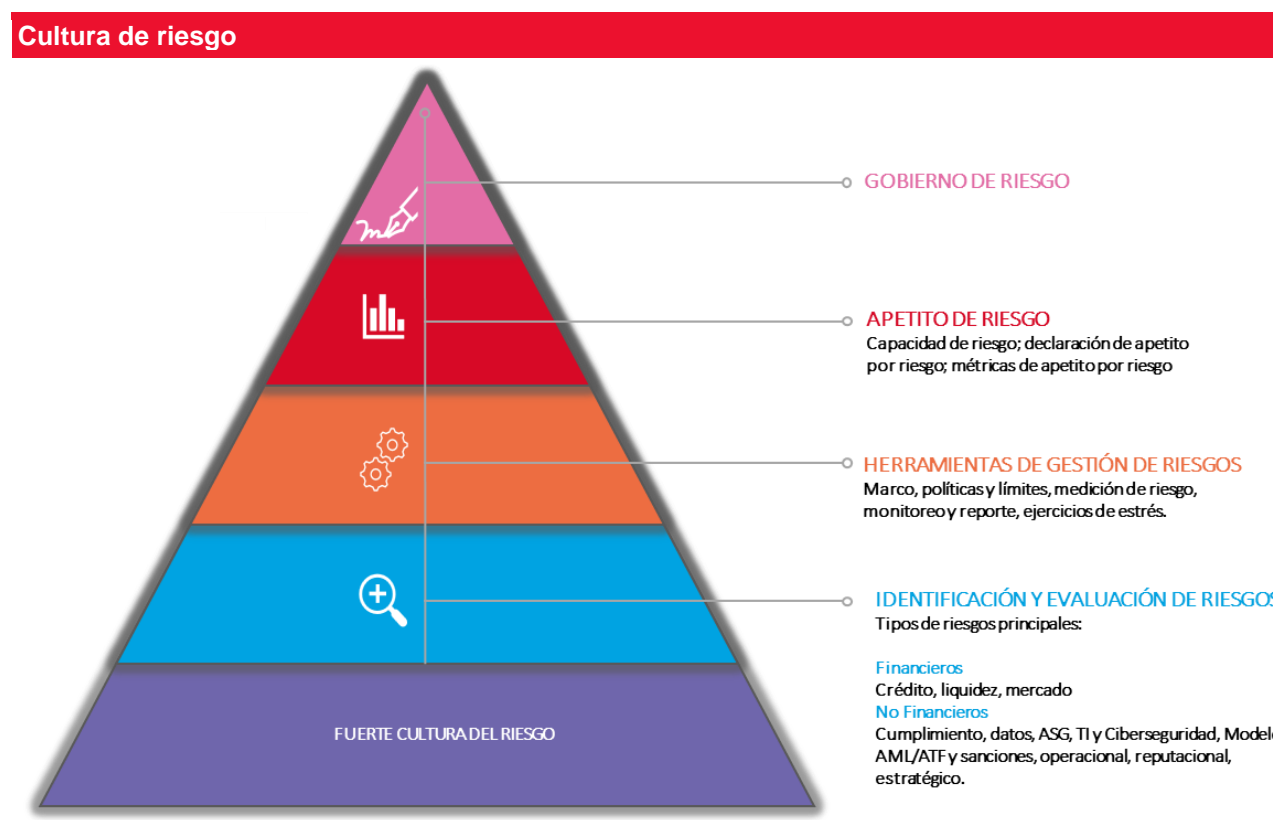 Cultura de riesgo
GOBIERNO DE RIESGO
APETITO DE RIESGO
Capacidad de riesgo; declaración de apetito
por riesgo; métricas de apetito por riesgo
HERRAMIENTAS DE GESTIÓN DE RIESGOS
Marco, políticas y límites, medición de riesgo,
monitoreo y reporte, ejercicios de estrés.
IDENTIFICACIÓN Y EVALUACIÓN DE RIESGOS
Tipos de riesgos principales:
Financieros
Crédito, liquidez, mercado
No Financieros
Cumplimiento, datos, ASG, TI y Ciberseguridad, Modelo
AML/ATF y sanciones, operacional, reputacional,
estratégico.
FUERTE CULTURA DEL RIESGO